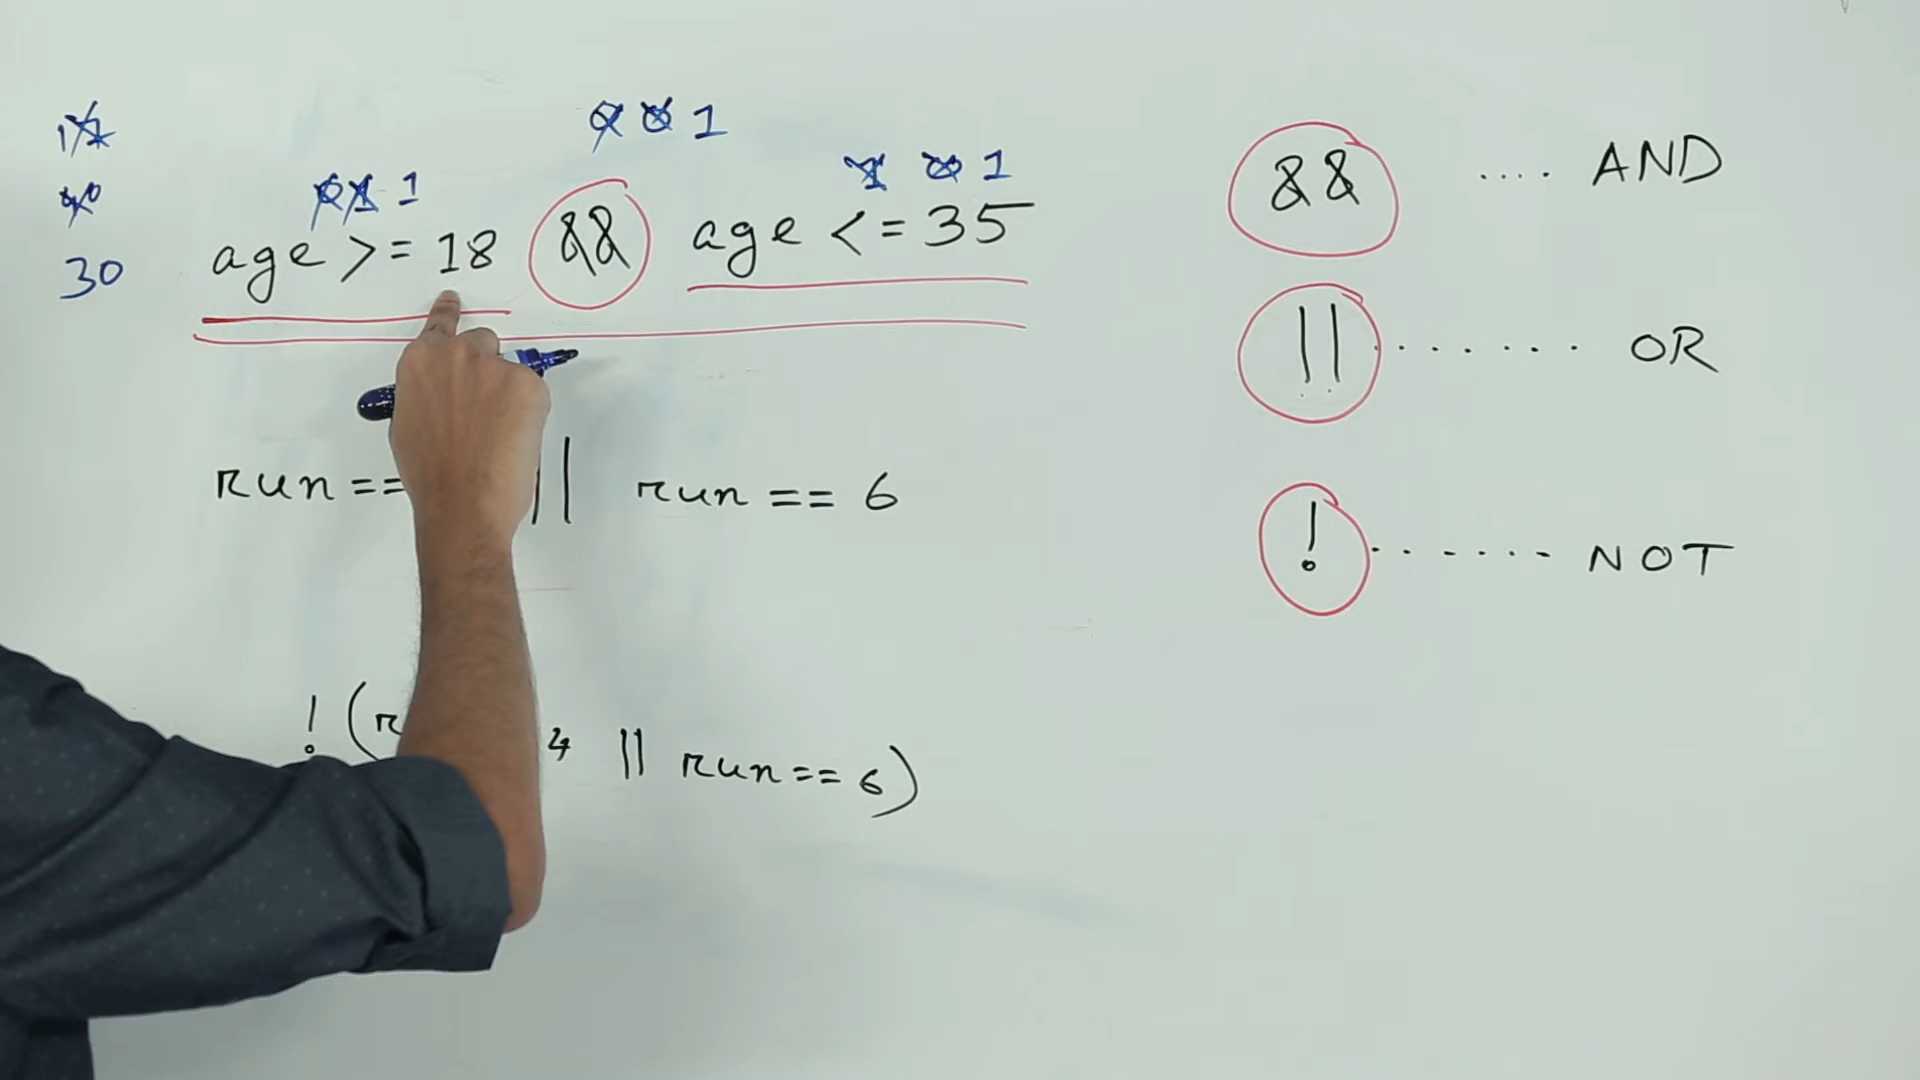 1
1
1
30
age >= 18 && age <= 35
run == || run == 6
! (r 4 || run == 6)
&& .... AND
|| ....... OR
! ....... NOT